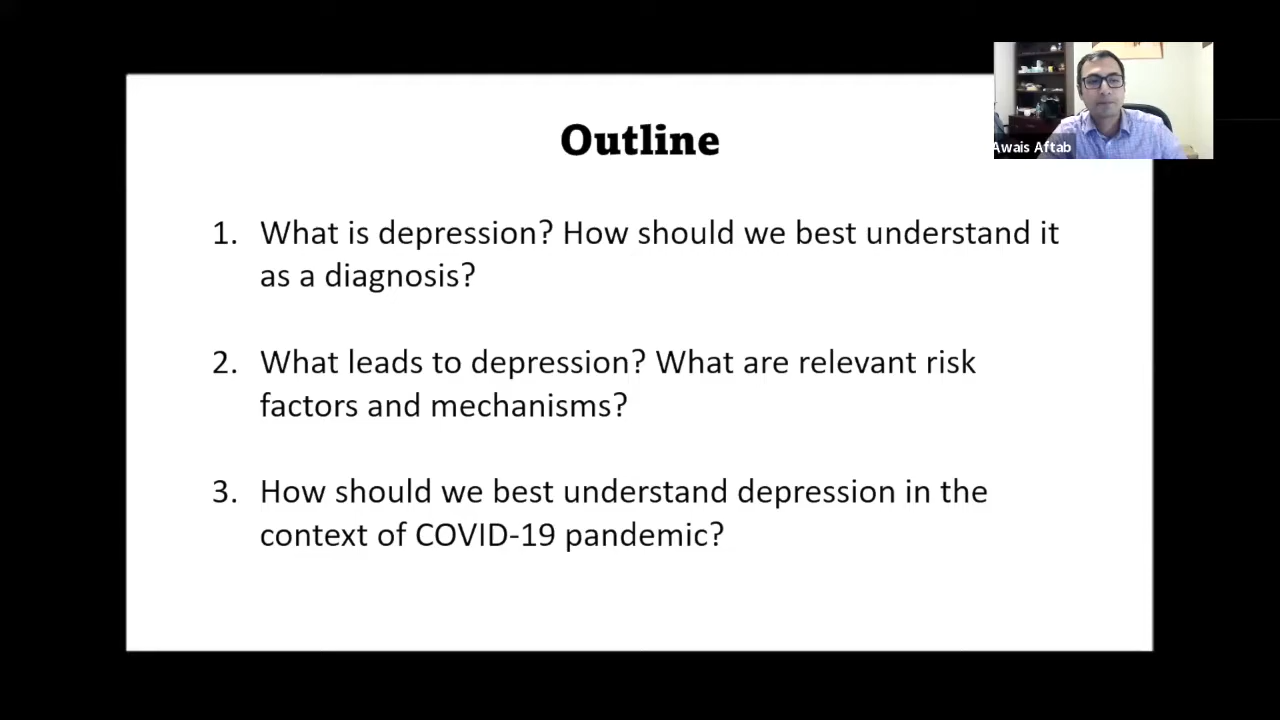 Outline
Awais Aftab
1. What is depression? How should we best understand it
as a diagnosis?
2. What leads to depression? What are relevant risk
factors and mechanisms?
3. How should we best understand depression in the
context of COVID-19 pandemic?